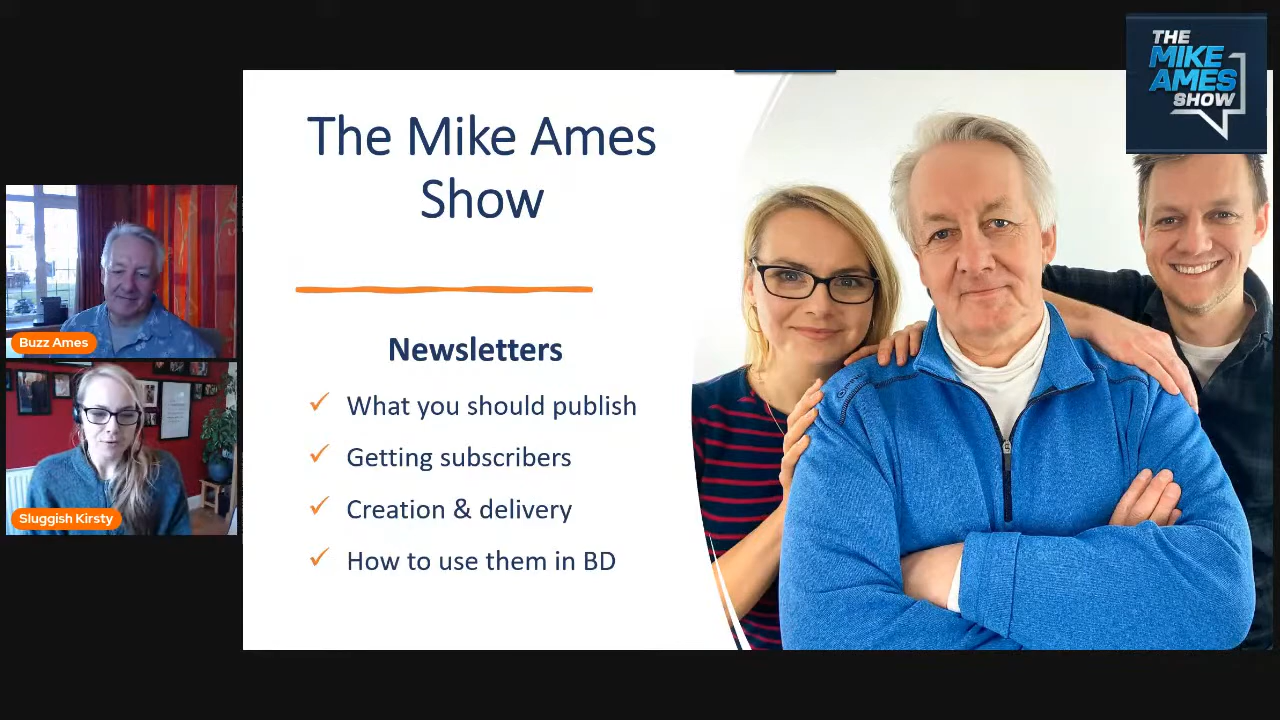 THE
MIKE
AMES
SHOW
The Mike Ames
Show
Newsletters
What you should publish
Getting subscribers
Creation & delivery
How to use them in BD
Buzz Ames
Sluggish Kirsty